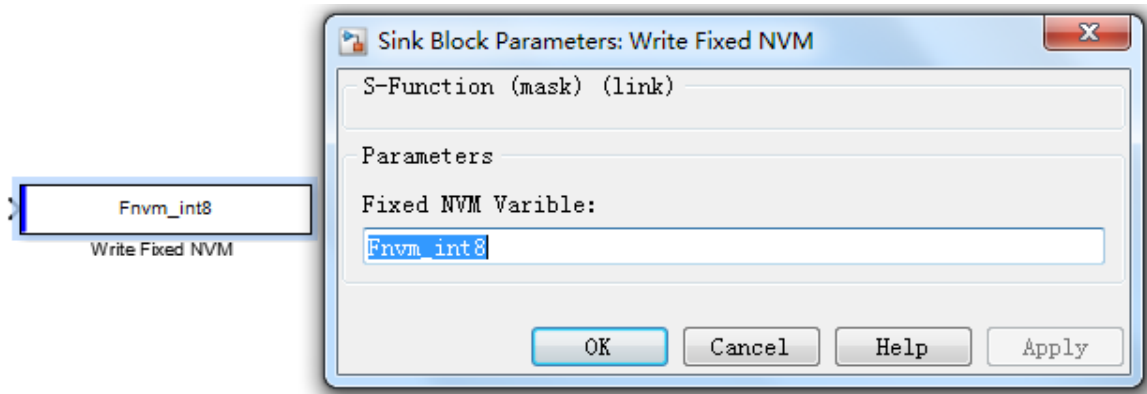 Fnvm_int8
Write Fixed NVM
Sink Block Parameters: Write Fixed NVM
S-Function (mask) (link)
Parameters
Fixed NVM Varible:
Fnvm_int8
OK Cancel Help Apply